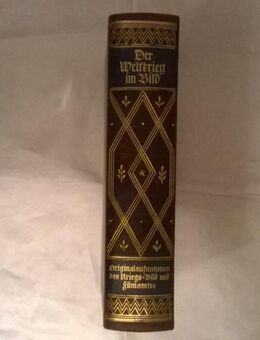 Der
Weltkrieg
im Bild
Originalaufnahmen
des Kriegs-Bild und
Filmamtes